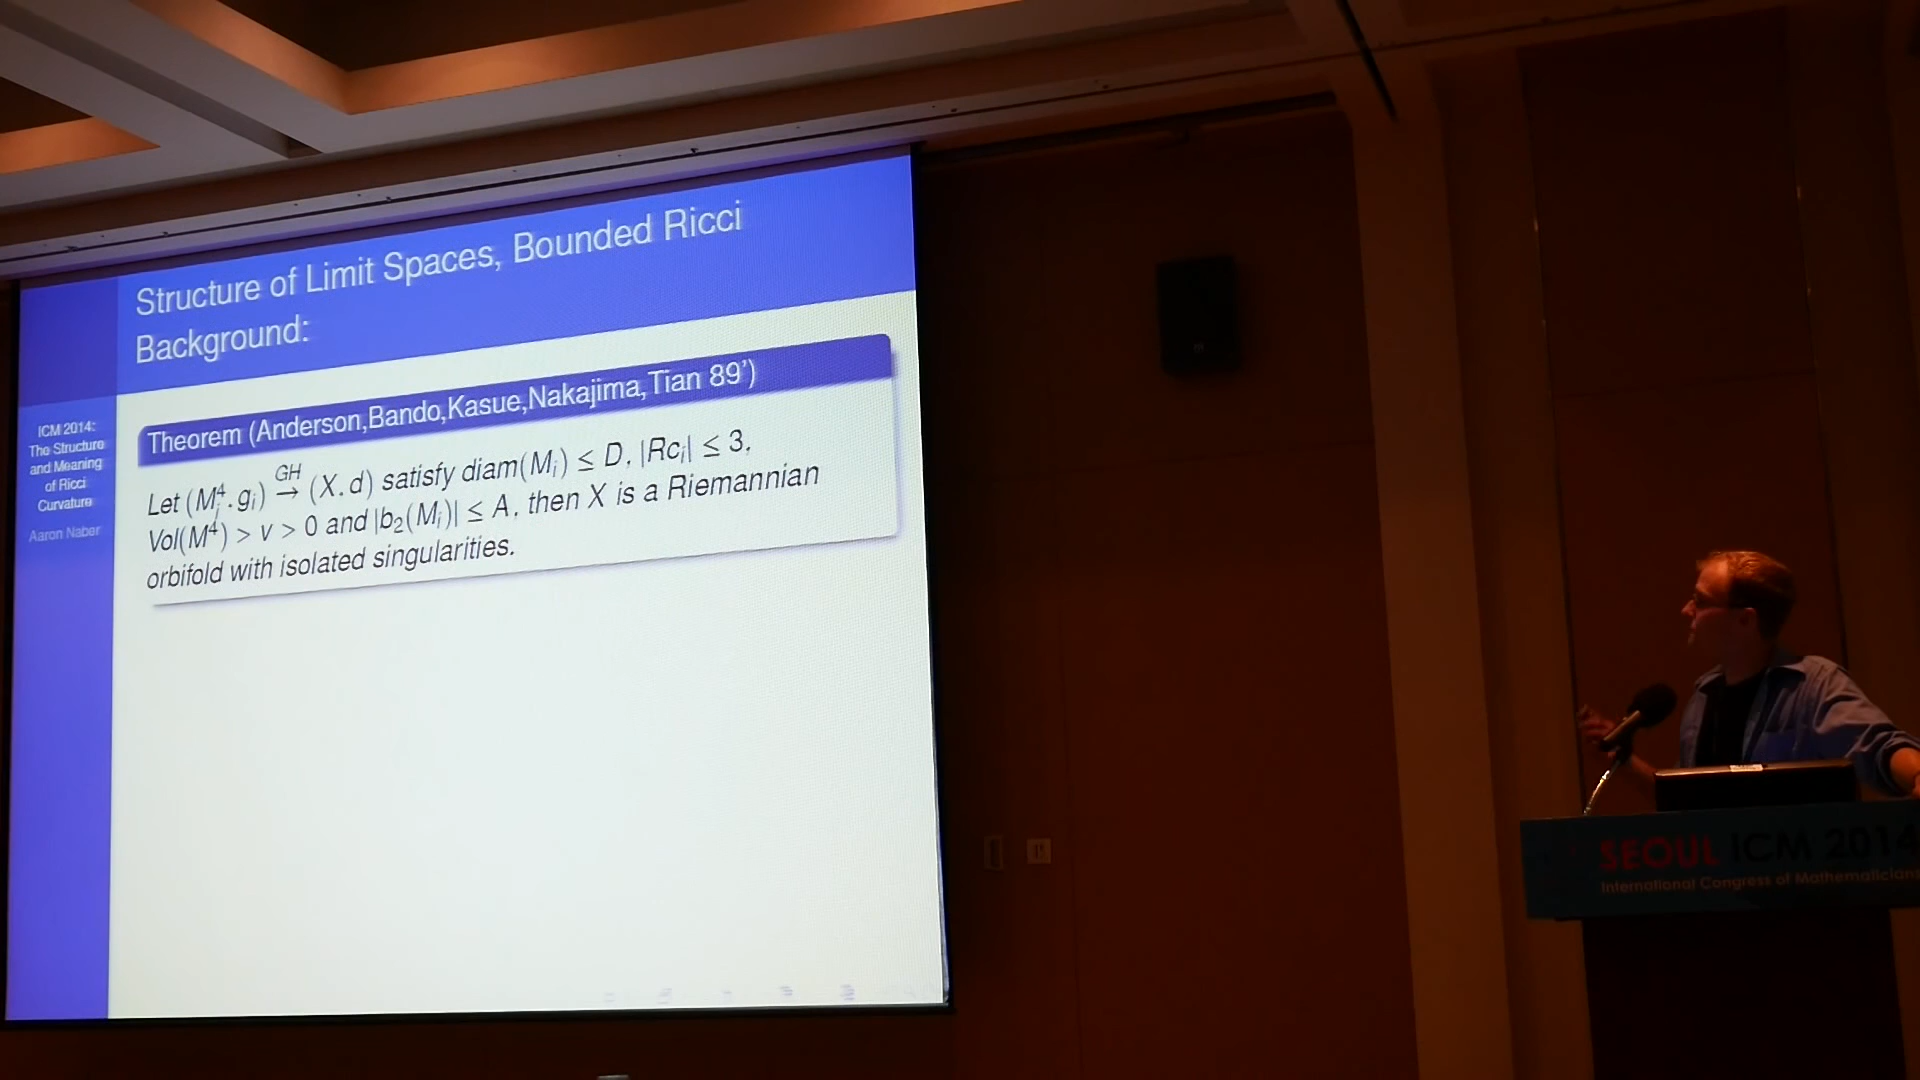 Structure of Limit Spaces, Bounded Ricci
Background:
ICM 2014:
The Structure
and Meaning
of Ricci
Curvature
Aaron Naber
Theorem (Anderson,Bando,Kasue,Nakajima,Tian 89')
Let (M⁴ᵢ, gᵢ) →^GH (X, d) satisfy diam(Mᵢ) ≤ D, |Rcᵢ| ≤ 3,
Vol(M⁴) > v > 0 and |b₂(Mᵢ)| ≤ A, then X is a Riemannian
orbifold with isolated singularities.
SEOUL ICM 2014
International Congress of Mathematicians